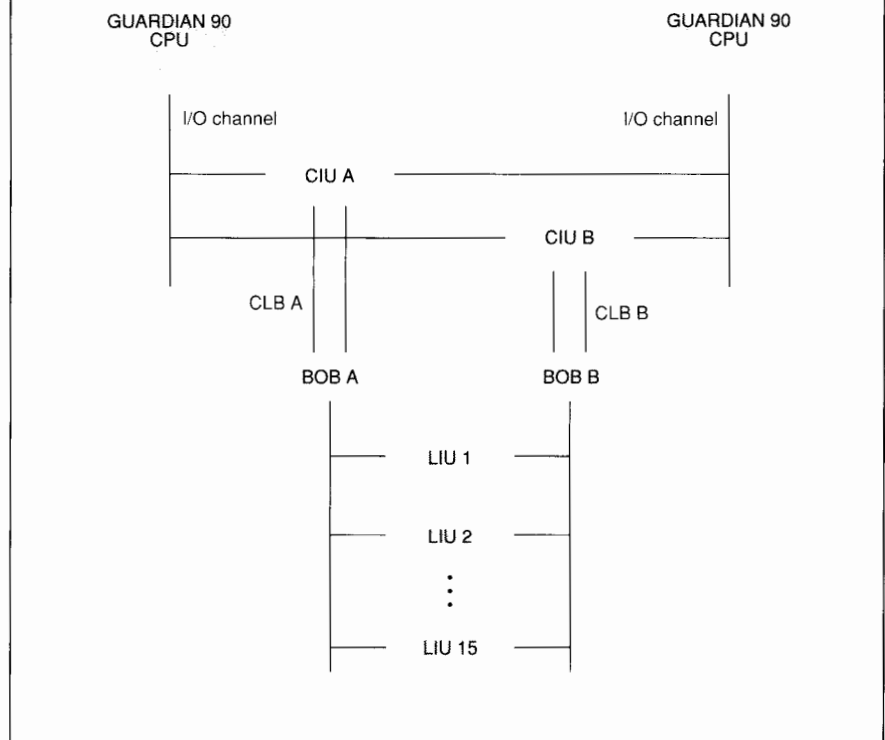 GUARDIAN 90
CPU
GUARDIAN 90
CPU
I/O channel
I/O channel
CIU A
CIU B
CLB A
CLB B
BOB A
BOB B
LIU 1
LIU 2
LIU 15